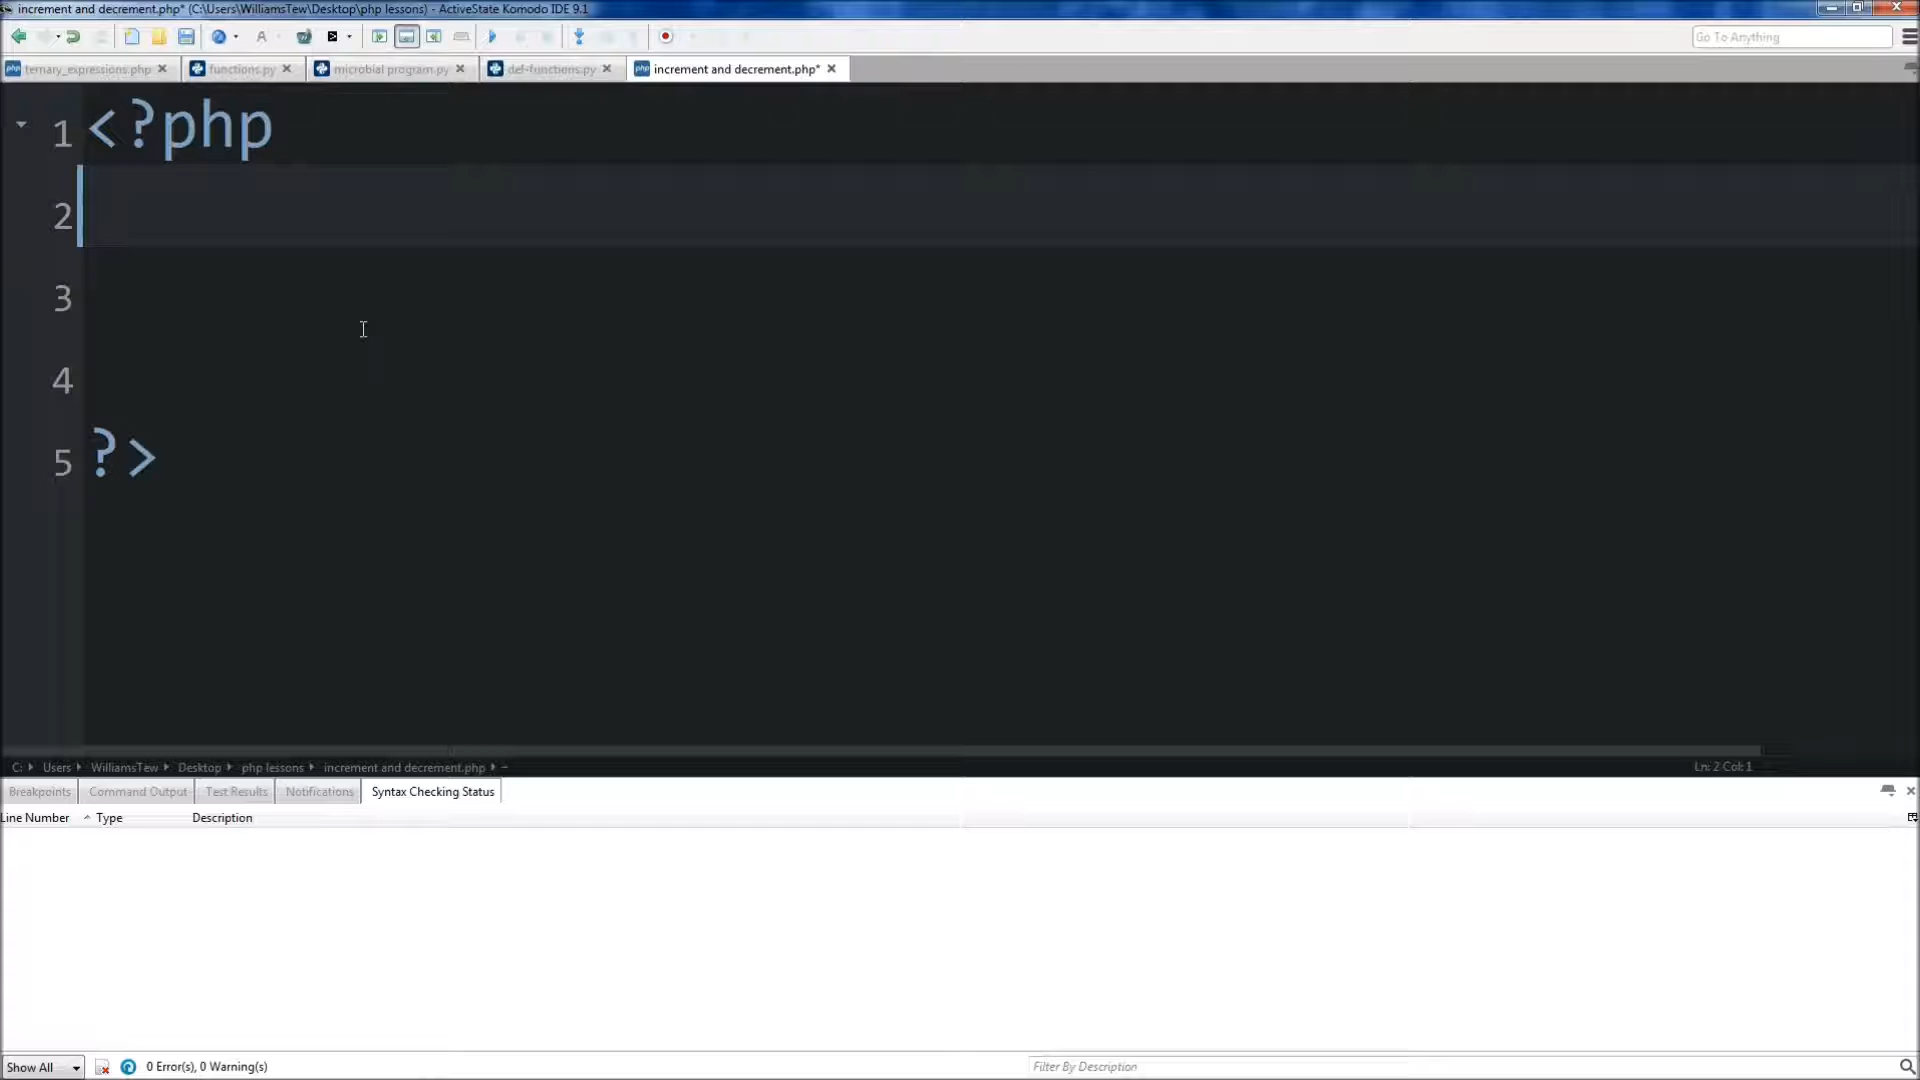 increment and decrement.php* (C:\Users\WilliamsTew\Desktop\php lessons) - ActiveState Komodo IDE 9.1
Go To Anything
ternary_expressions.php functions.py microbial program.py def-functions.py increment and decrement.php*
1 <?php
2
3
4
5 ?>
C: Users WilliamsTew Desktop php lessons increment and decrement.php Ln: 2 Col: 1
Breakpoints Command Output Test Results Notifications Syntax Checking Status
Line Number Type Description
Show All 0 Error(s), 0 Warning(s) Filter By Description